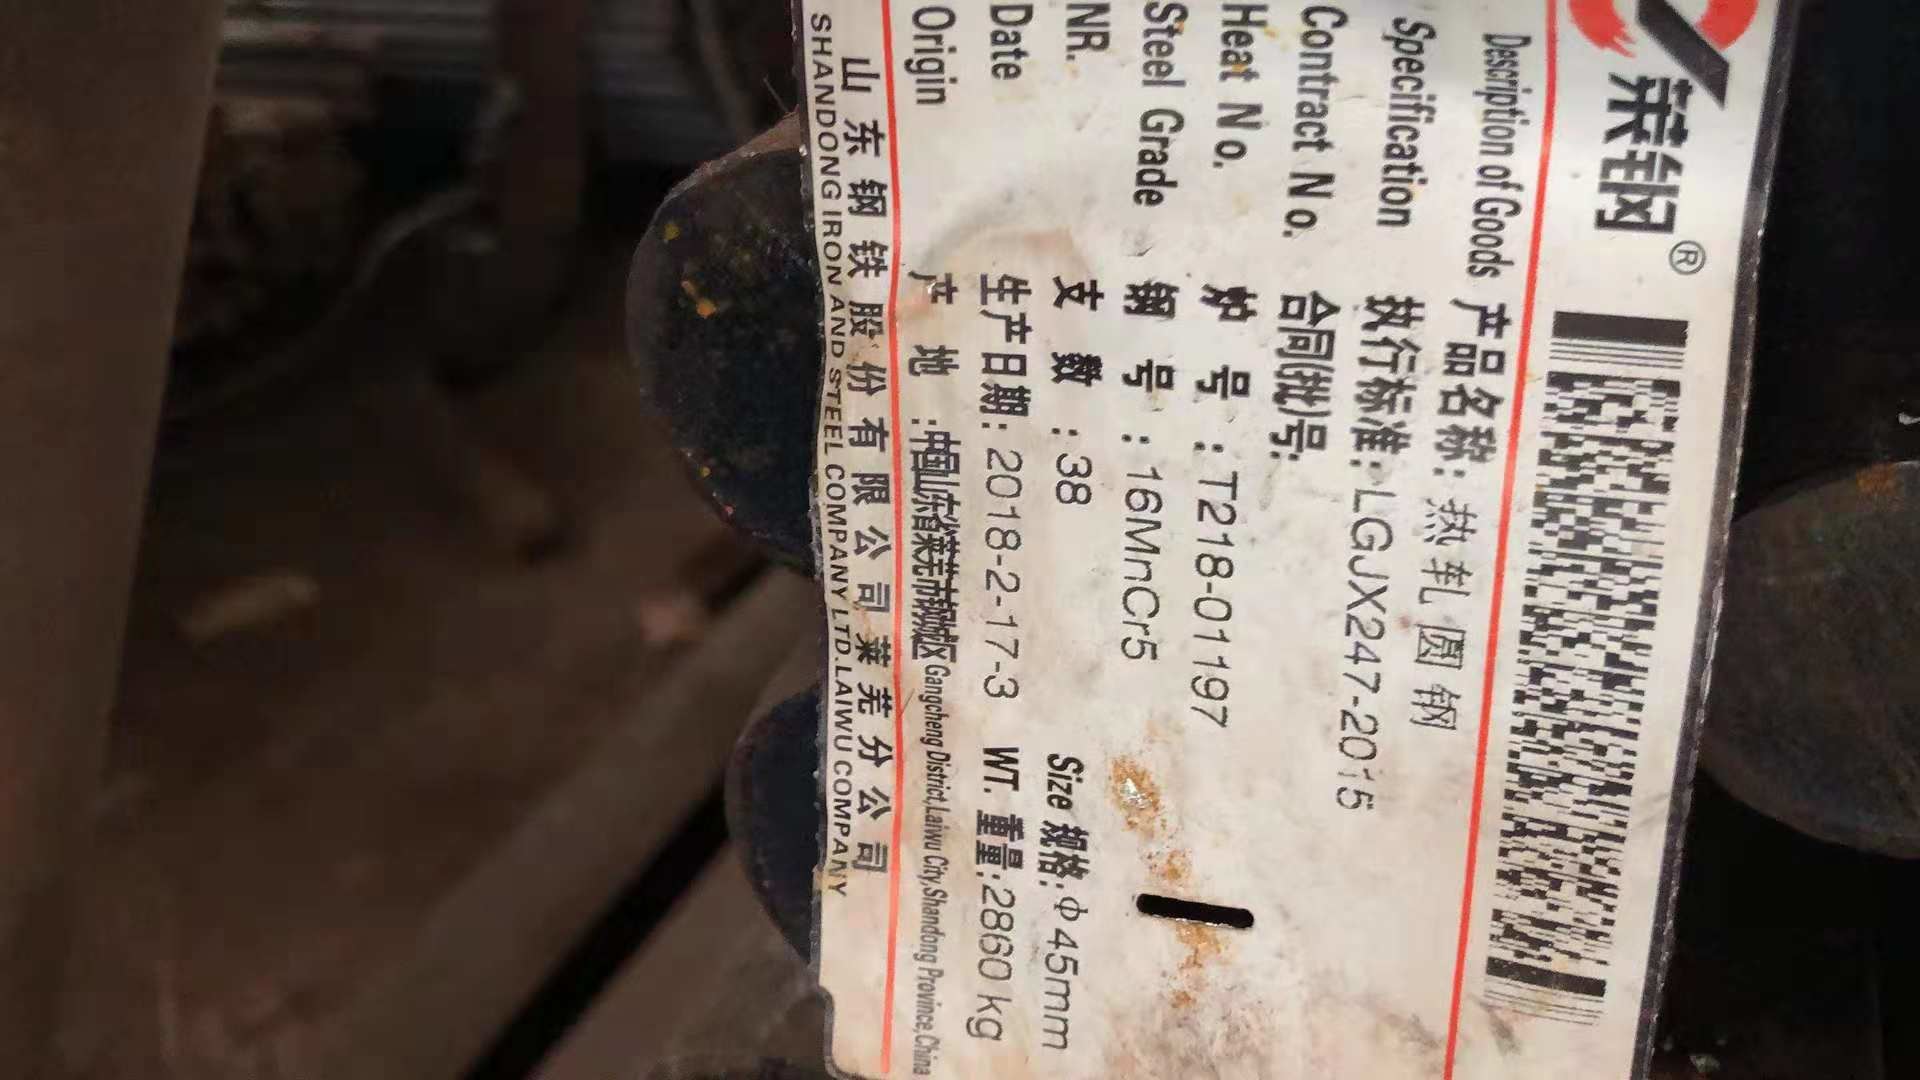 莱钢®
Description of Goods 产品名称: 热轧圆钢
Specification 执行标准: LGJX247-2015
Contract No. 合同(批)号:
Heat No. 炉号: T218-01197
Steel Grade 钢号: 16MnCr5
NR. 支数: 38 Size 规格: Φ45mm
Date 生产日期: 2018-2-17-3 WT. 重量: 2860 kg
Origin 产地: 中国山东省莱芜市钢城区 Gangcheng District,Laiwu City,Shandong Province,China
山东钢铁股份有限公司莱芜分公司
SHANDONG IRON AND STEEL COMPANY LTD.LAIWU COMPANY